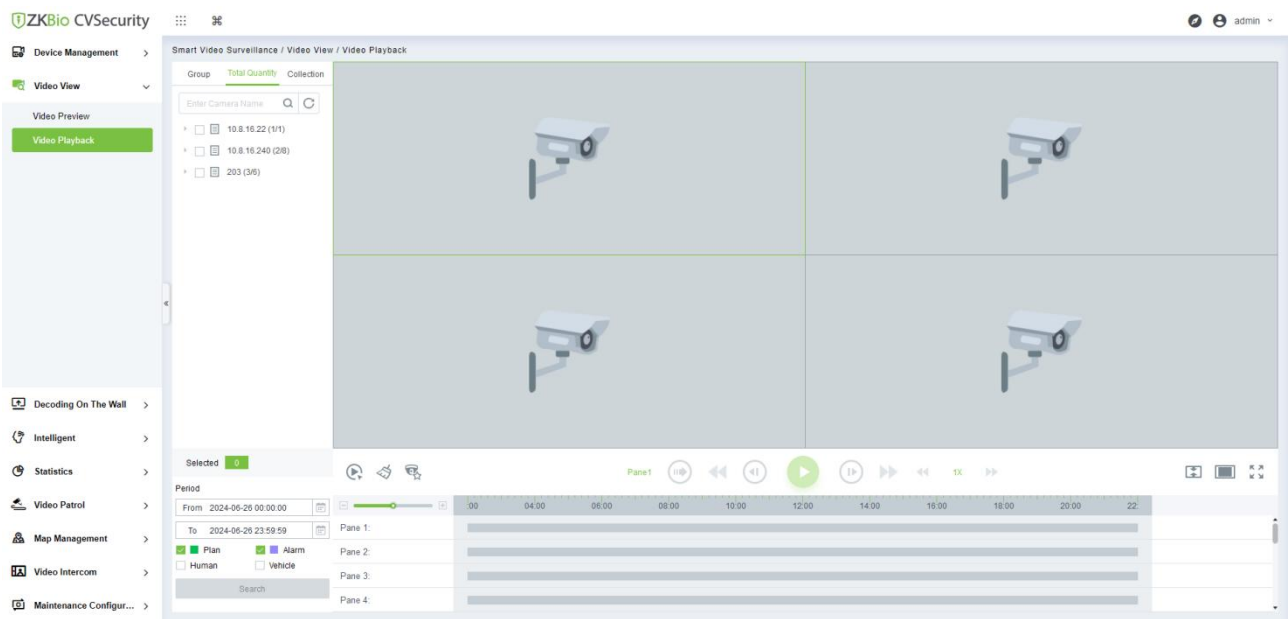 ZKBio CVSecurity
admin
Device Management
Video View
Video Preview
Video Playback
Decoding On The Wall
Intelligent
Statistics
Video Patrol
Map Management
Video Intercom
Maintenance Configur...
Smart Video Surveillance / Video View / Video Playback
Group Total Quantity Collection
Enter Camera Name
10.8.16.22 (1/1)
10.8.16.240 (2/8)
203 (3/6)
Selected 0
Period
From 2024-06-26 00:00:00
To 2024-06-26 23:59:59
Plan Alarm
Human Vehicle
Search
Pane1 1X
:00 04:00 06:00 08:00 10:00 12:00 14:00 16:00 18:00 20:00 22:
Pane 1:
Pane 2:
Pane 3:
Pane 4: